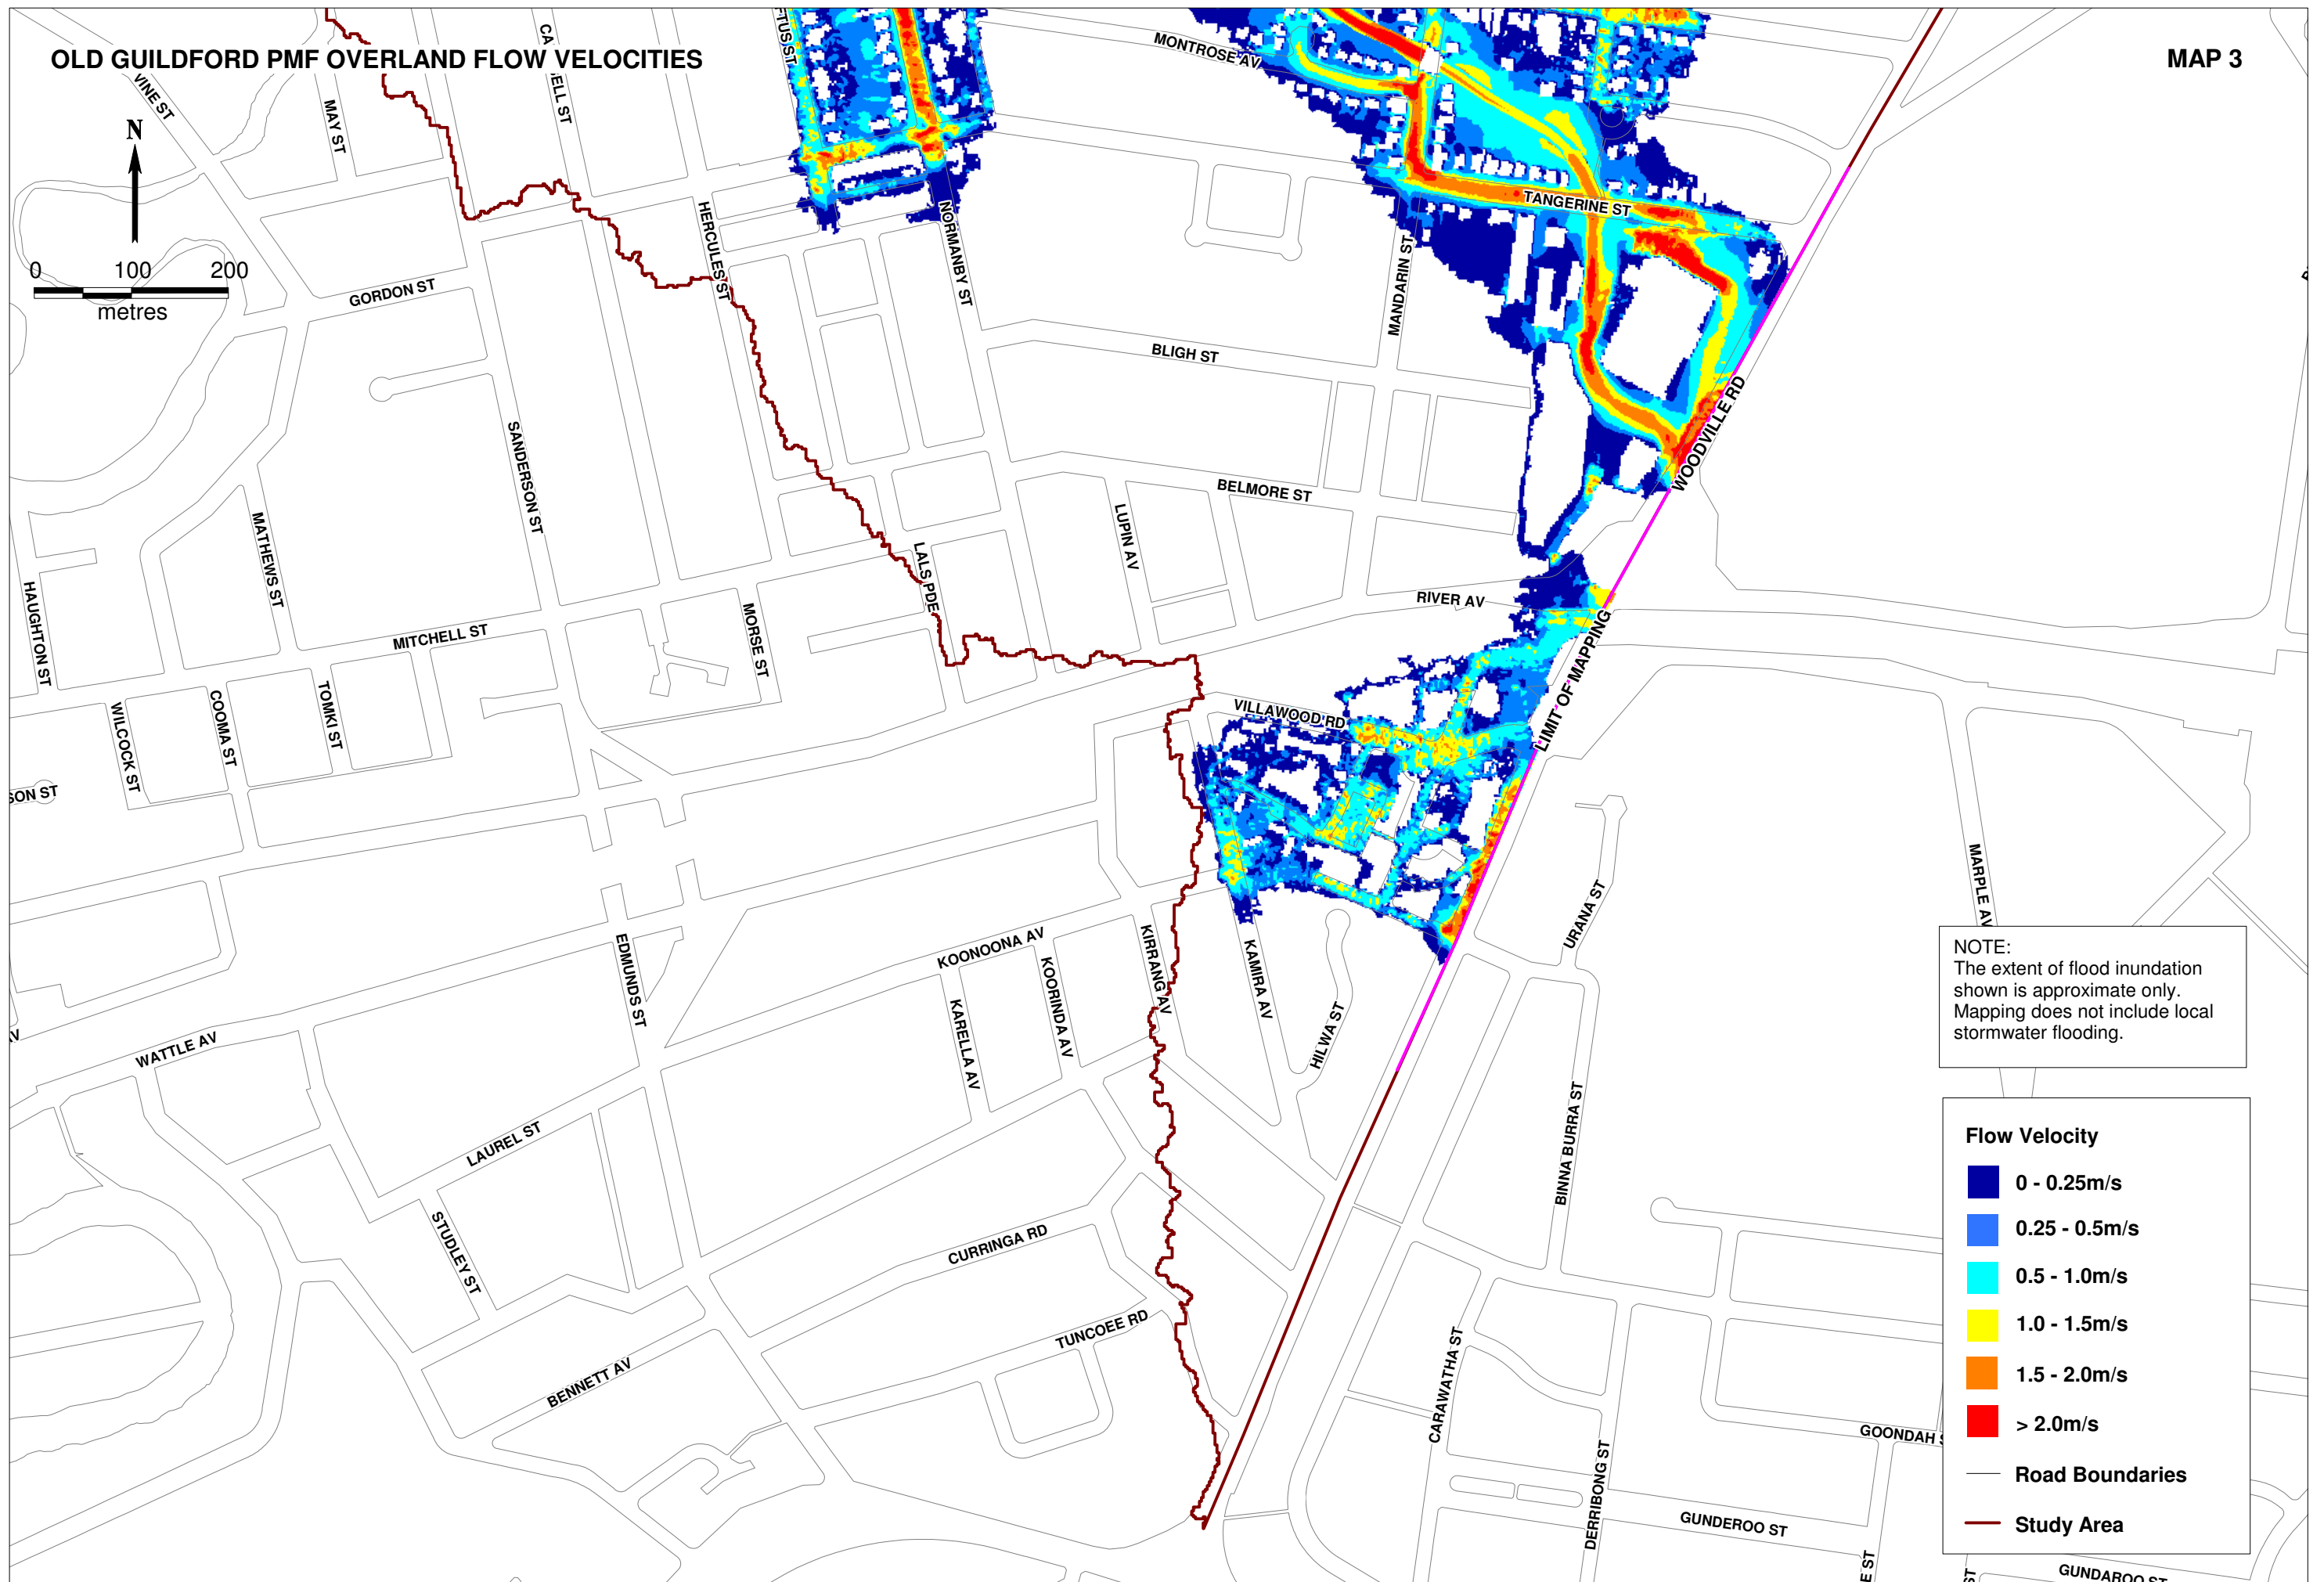 OLD GUILDFORD PMF OVERLAND FLOW VELOCITIES
MAP 3
N
0 100 200
metres
VINE ST
MAY ST
HERCULES ST
NORMANBY ST
MONTROSE AV
TANGERINE ST
MANDARIN ST
GORDON ST
BLIGH ST
WOODVILLE RD
SANDERSON ST
BELMORE ST
LUPIN AV
MATHEWS ST
HAUGHTON ST
LALS PDE
MORSE ST
MITCHELL ST
RIVER AV
LIMIT OF MAPPING
WILCOCK ST
COOMA ST
TOMKI ST
VILLAWOOD RD
SON ST
MARPLE AV
URANA ST
EDMUNDS ST
KOONOONA AV
KOORINDA AV
KARELLA AV
KIRRANG AV
KAMIRA AV
HILWA ST
WATTLE AV
LAUREL ST
BINNA BURRA ST
STUDLEY ST
CURRINGA RD
TUNCOEE RD
BENNETT AV
CARAWATHA ST
DERRIBONG ST
GOONDAH S
GUNDEROO ST
GUNDAROO ST
E ST
ST
NOTE:
The extent of flood inundation
shown is approximate only.
Mapping does not include local
stormwater flooding.
Flow Velocity
0 - 0.25m/s
0.25 - 0.5m/s
0.5 - 1.0m/s
1.0 - 1.5m/s
1.5 - 2.0m/s
> 2.0m/s
Road Boundaries
Study Area